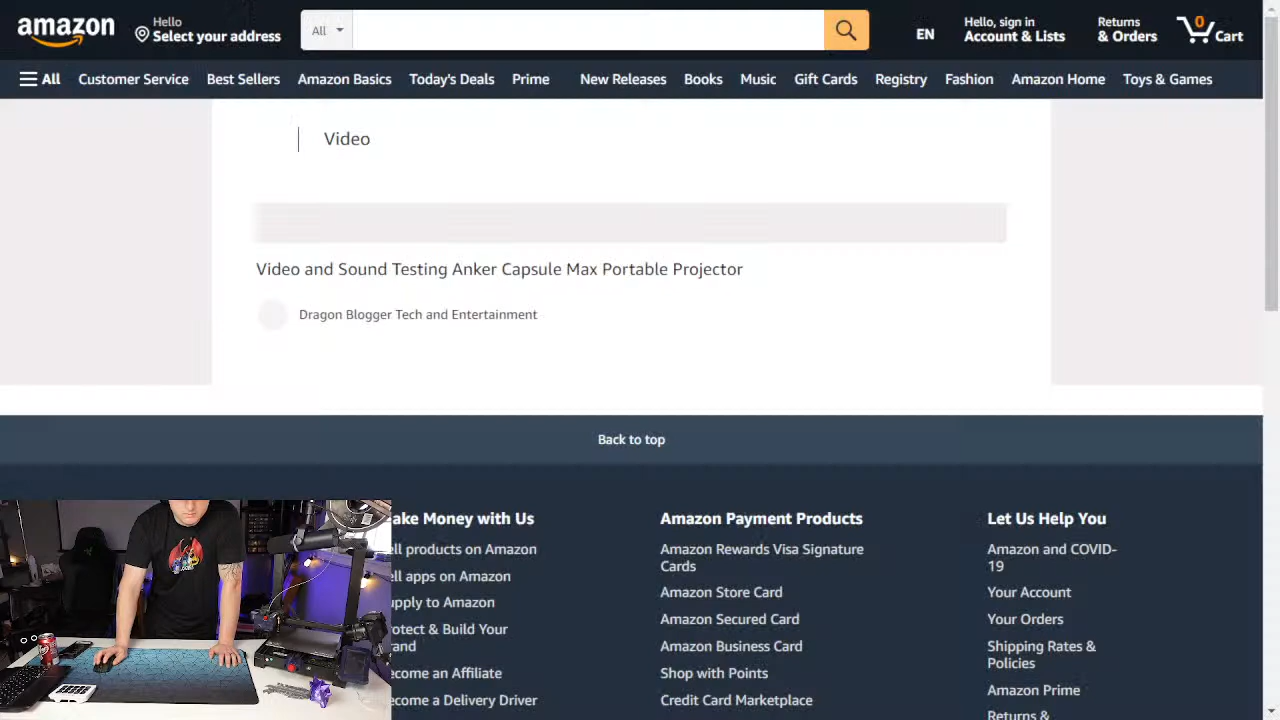 amazon
Hello
Select your address
All
EN
Hello, sign in
Account & Lists
Returns
& Orders
0
Cart
All
Customer Service
Best Sellers
Amazon Basics
Today's Deals
Prime
New Releases
Books
Music
Gift Cards
Registry
Fashion
Amazon Home
Toys & Games
Video
Video and Sound Testing Anker Capsule Max Portable Projector
Dragon Blogger Tech and Entertainment
Back to top
ake Money with Us
ell products on Amazon
ell apps on Amazon
upply to Amazon
rotect & Build Your
rand
ecome an Affiliate
ecome a Delivery Driver
Amazon Payment Products
Amazon Rewards Visa Signature
Cards
Amazon Store Card
Amazon Secured Card
Amazon Business Card
Shop with Points
Credit Card Marketplace
Let Us Help You
Amazon and COVID-
19
Your Account
Your Orders
Shipping Rates &
Policies
Amazon Prime
Returns &